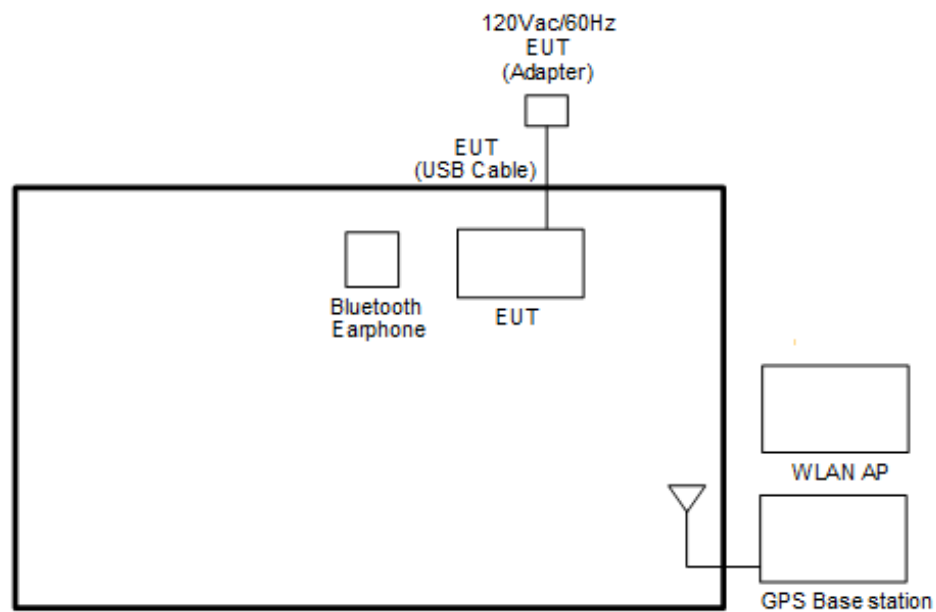 120Vac/60Hz
EUT
(Adapter)
EUT
(USB Cable)
Bluetooth
Earphone
EUT
WLAN AP
GPS Base station